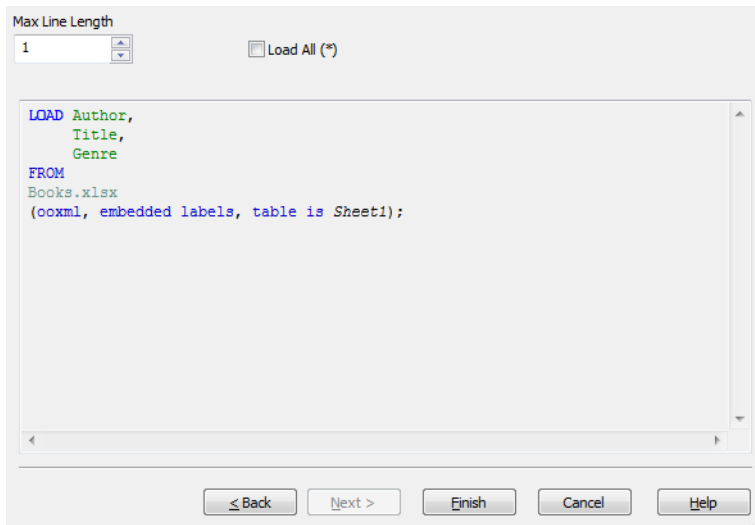 Max Line Length
1
Load All (*)
LOAD Author,
Title,
Genre
FROM
Books.xlsx
(ooxml, embedded labels, table is Sheet1);
< Back
Next >
Finish
Cancel
Help